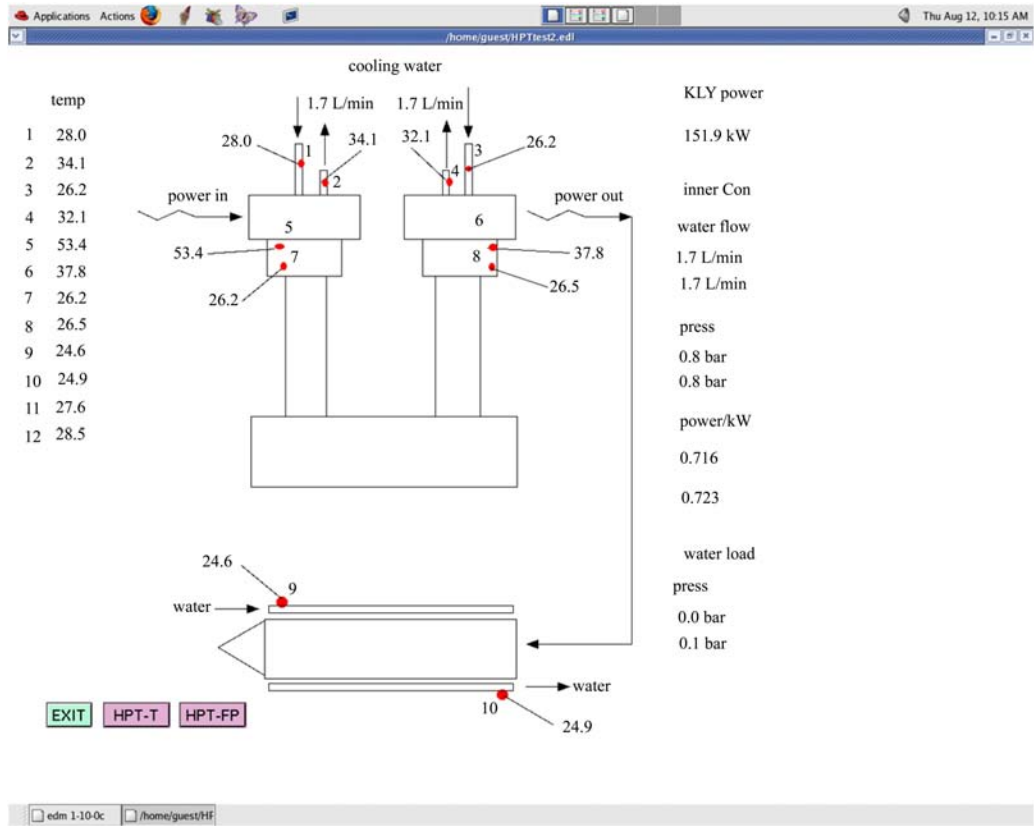 Applications Actions
Thu Aug 12, 10:15 AM
/home/guest/HPTtest2.edl
cooling water
temp
1 28.0
2 34.1
3 26.2
4 32.1
5 53.4
6 37.8
7 26.2
8 26.5
9 24.6
10 24.9
11 27.6
12 28.5
1.7 L/min 1.7 L/min
28.0 1 34.1 32.1 3 26.2
2 4
power in power out
5 6
53.4 7 8 37.8
26.2 26.5
KLY power
151.9 kW
inner Con
water flow
1.7 L/min
1.7 L/min
press
0.8 bar
0.8 bar
power/kW
0.716
0.723
water load
press
0.0 bar
0.1 bar
24.6
9
water
water
10
24.9
EXIT HPT-T HPT-FP
edm 1-10-0c /home/guest/HP